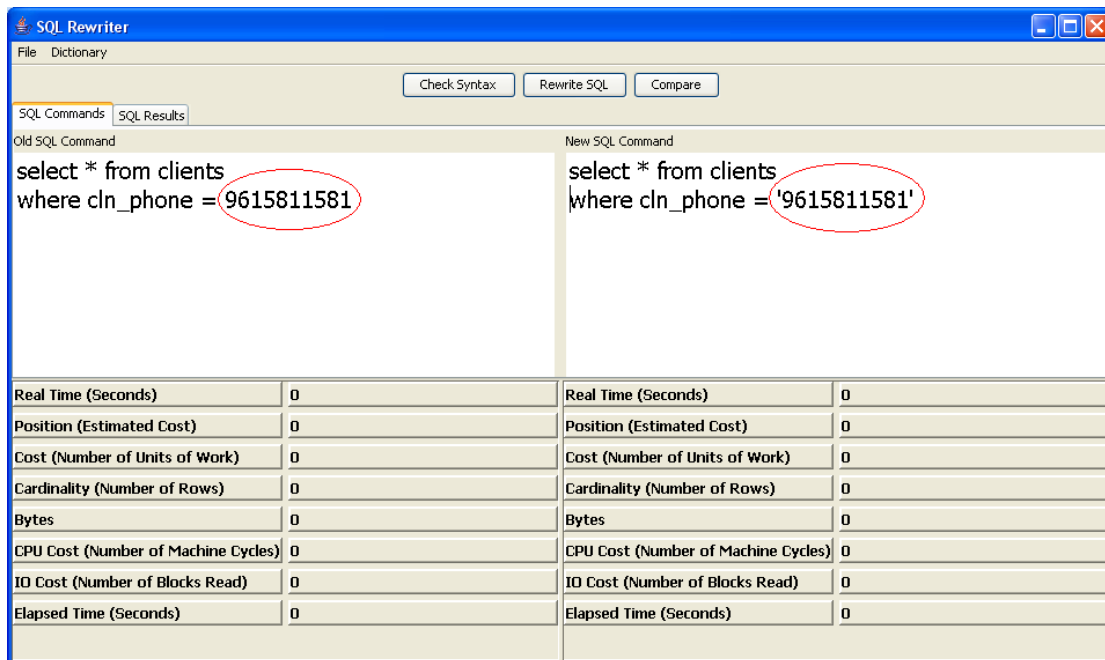 SQL Rewriter
File Dictionary
Check Syntax Rewrite SQL Compare
SQL Commands SQL Results
Old SQL Command
select * from clients
where cln_phone = 9615811581
New SQL Command
select * from clients
where cln_phone = '9615811581'
Real Time (Seconds) 0
Position (Estimated Cost) 0
Cost (Number of Units of Work) 0
Cardinality (Number of Rows) 0
Bytes 0
CPU Cost (Number of Machine Cycles) 0
IO Cost (Number of Blocks Read) 0
Elapsed Time (Seconds) 0
Real Time (Seconds) 0
Position (Estimated Cost) 0
Cost (Number of Units of Work) 0
Cardinality (Number of Rows) 0
Bytes 0
CPU Cost (Number of Machine Cycles) 0
IO Cost (Number of Blocks Read) 0
Elapsed Time (Seconds) 0